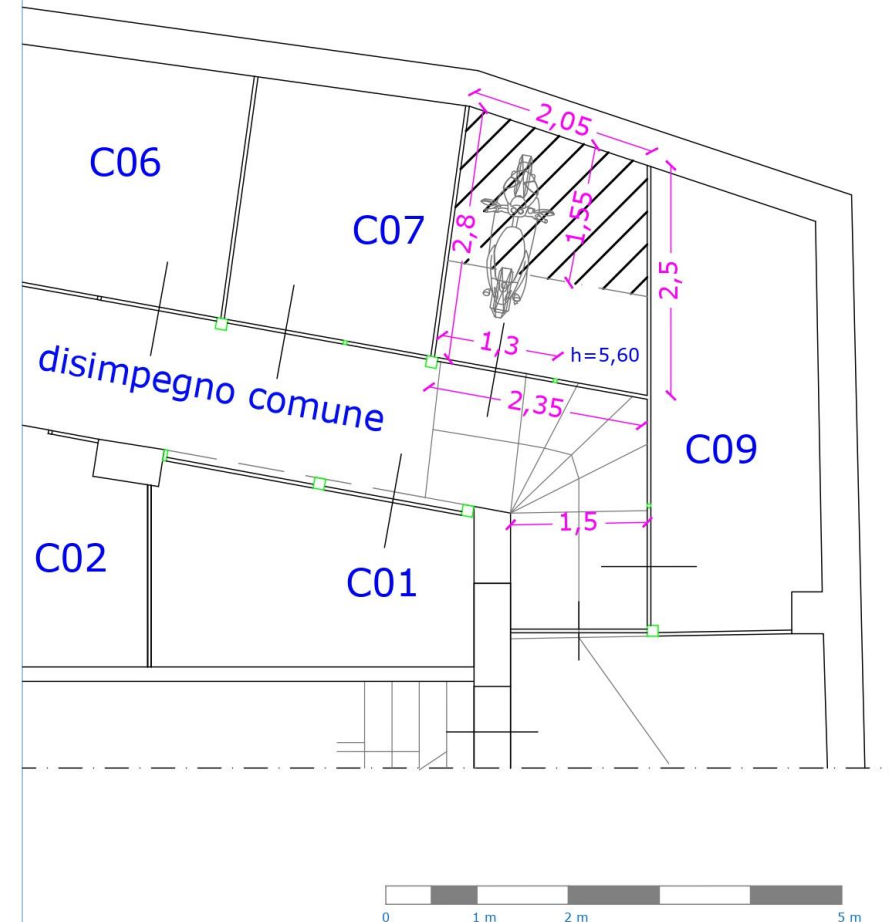 2,05
C06
C07
2,8
1,55
2,5
1,3
h=5,60
disimpegno comune
2,35
C09
1,5
C02
C01
0
1 m
2 m
5 m